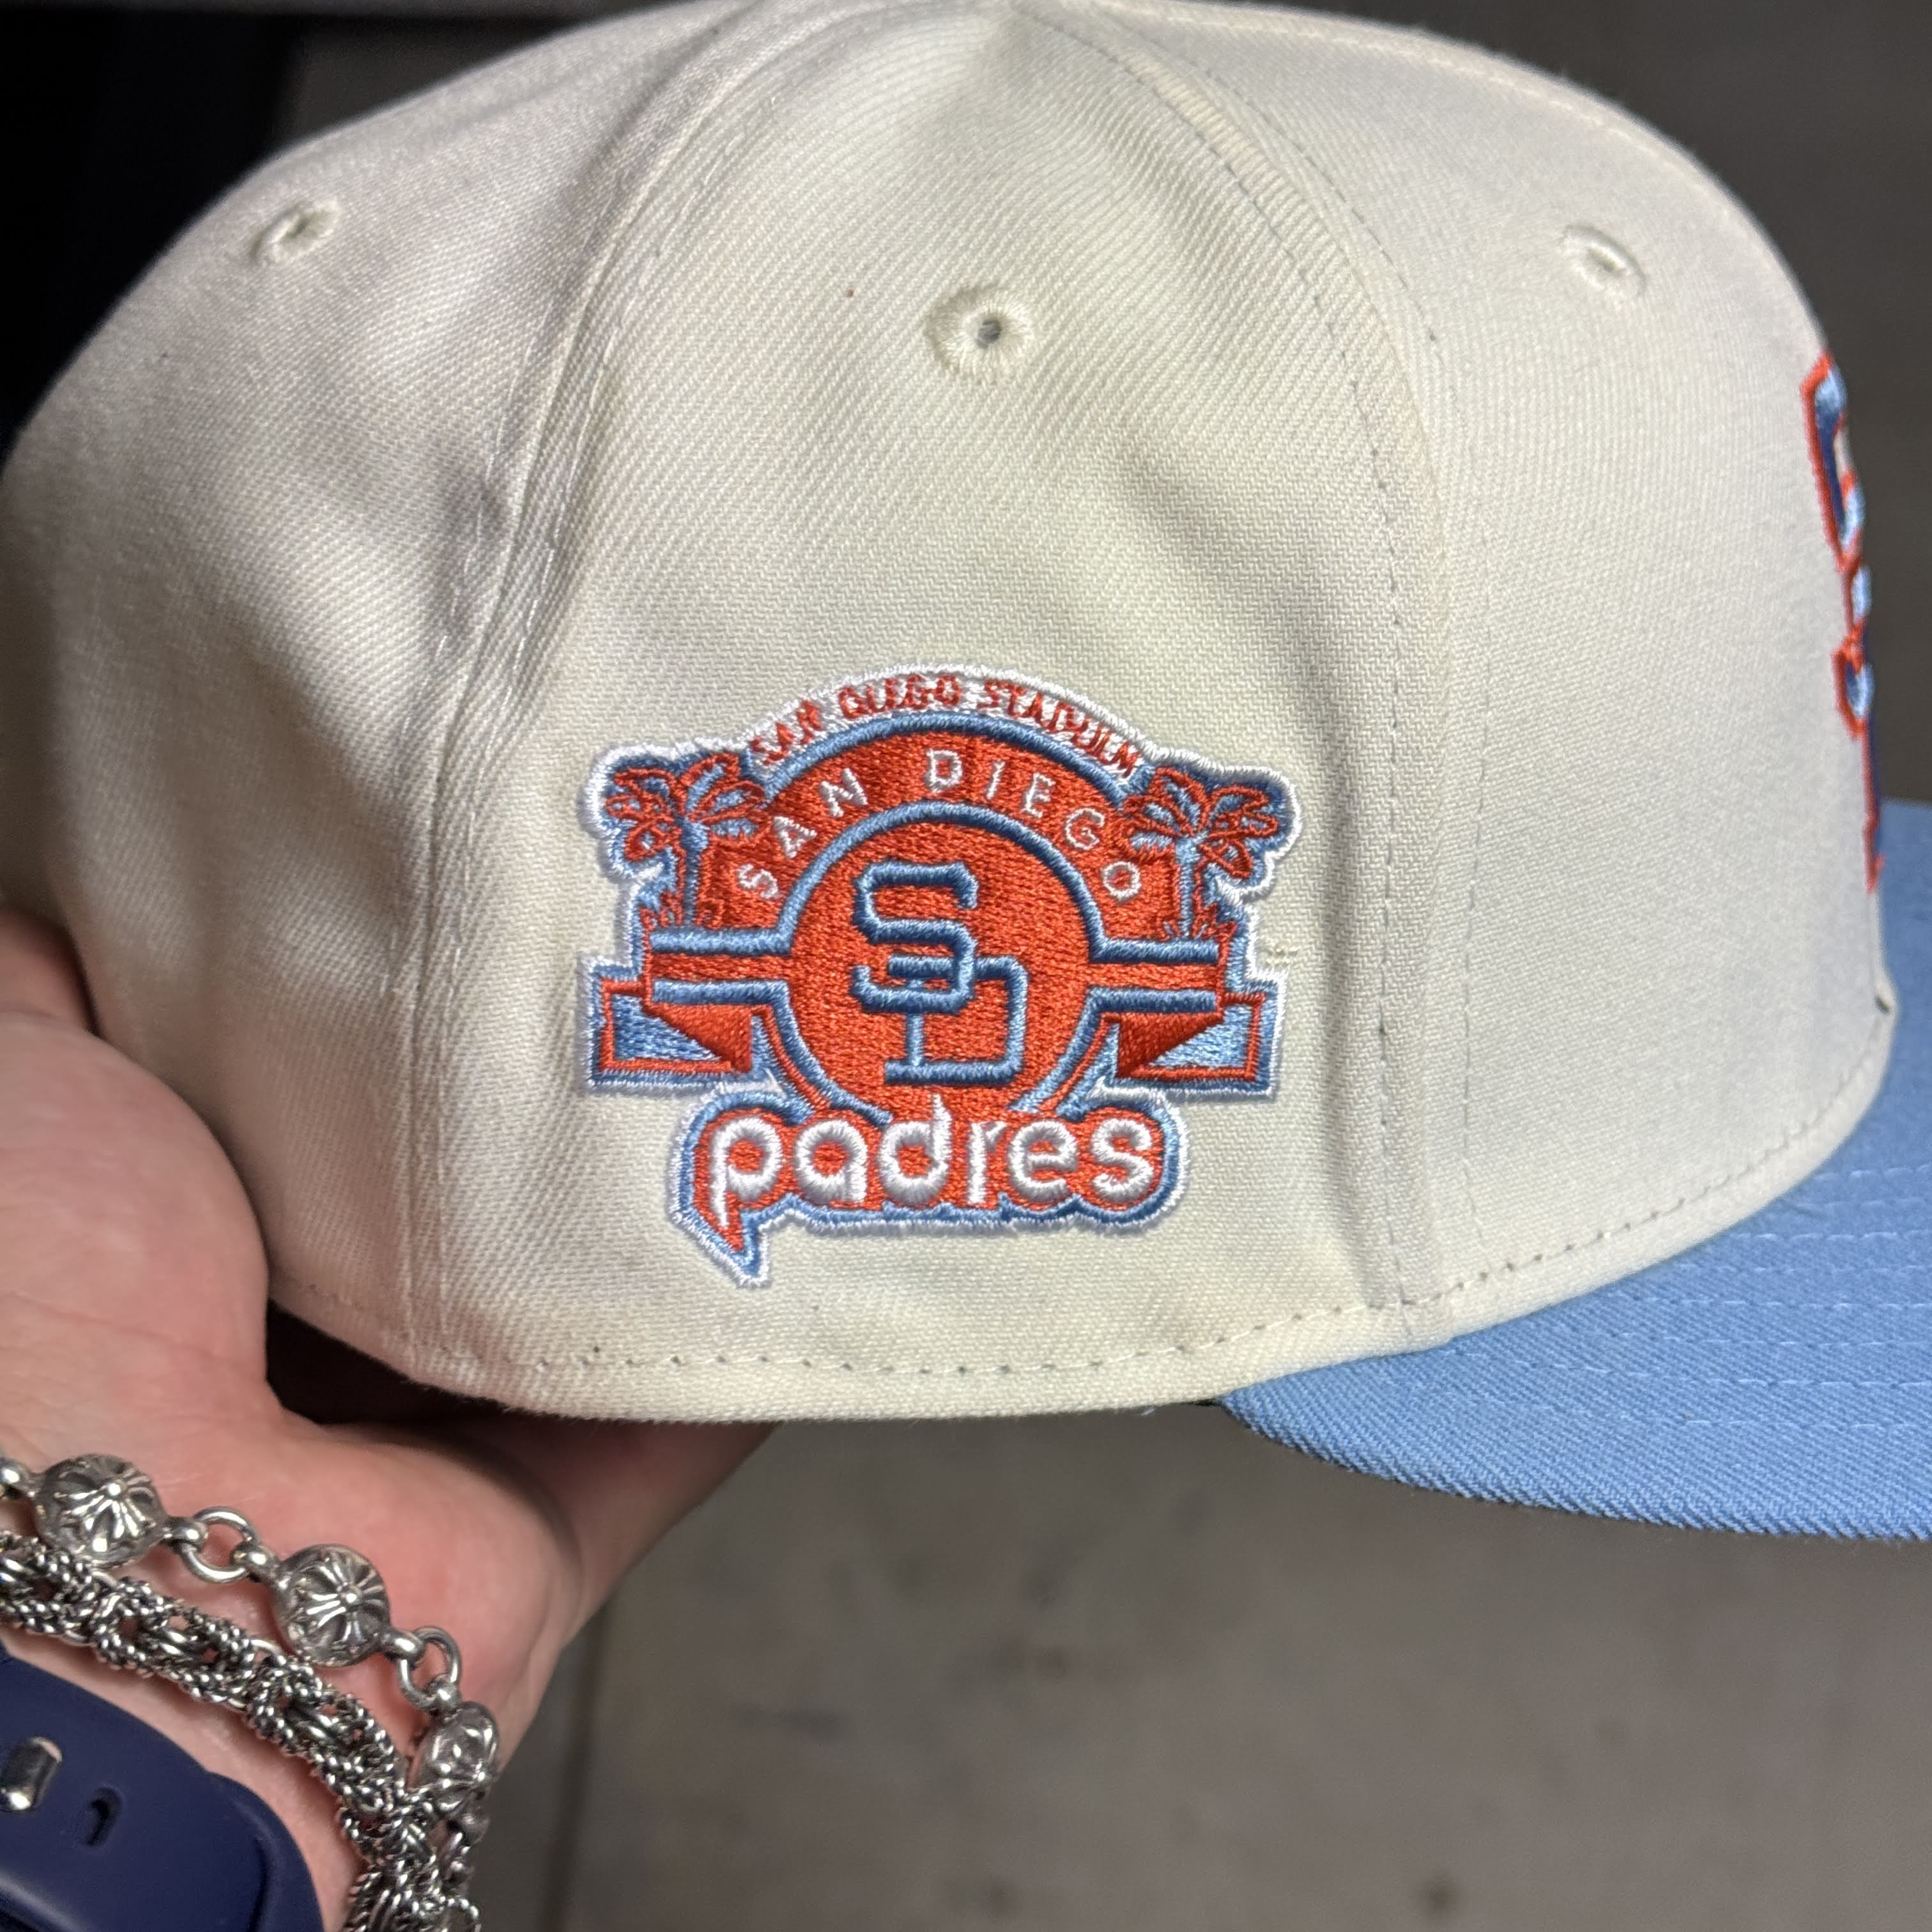 SAN DIEGO STADIUM
SAN DIEGO
SD
padres